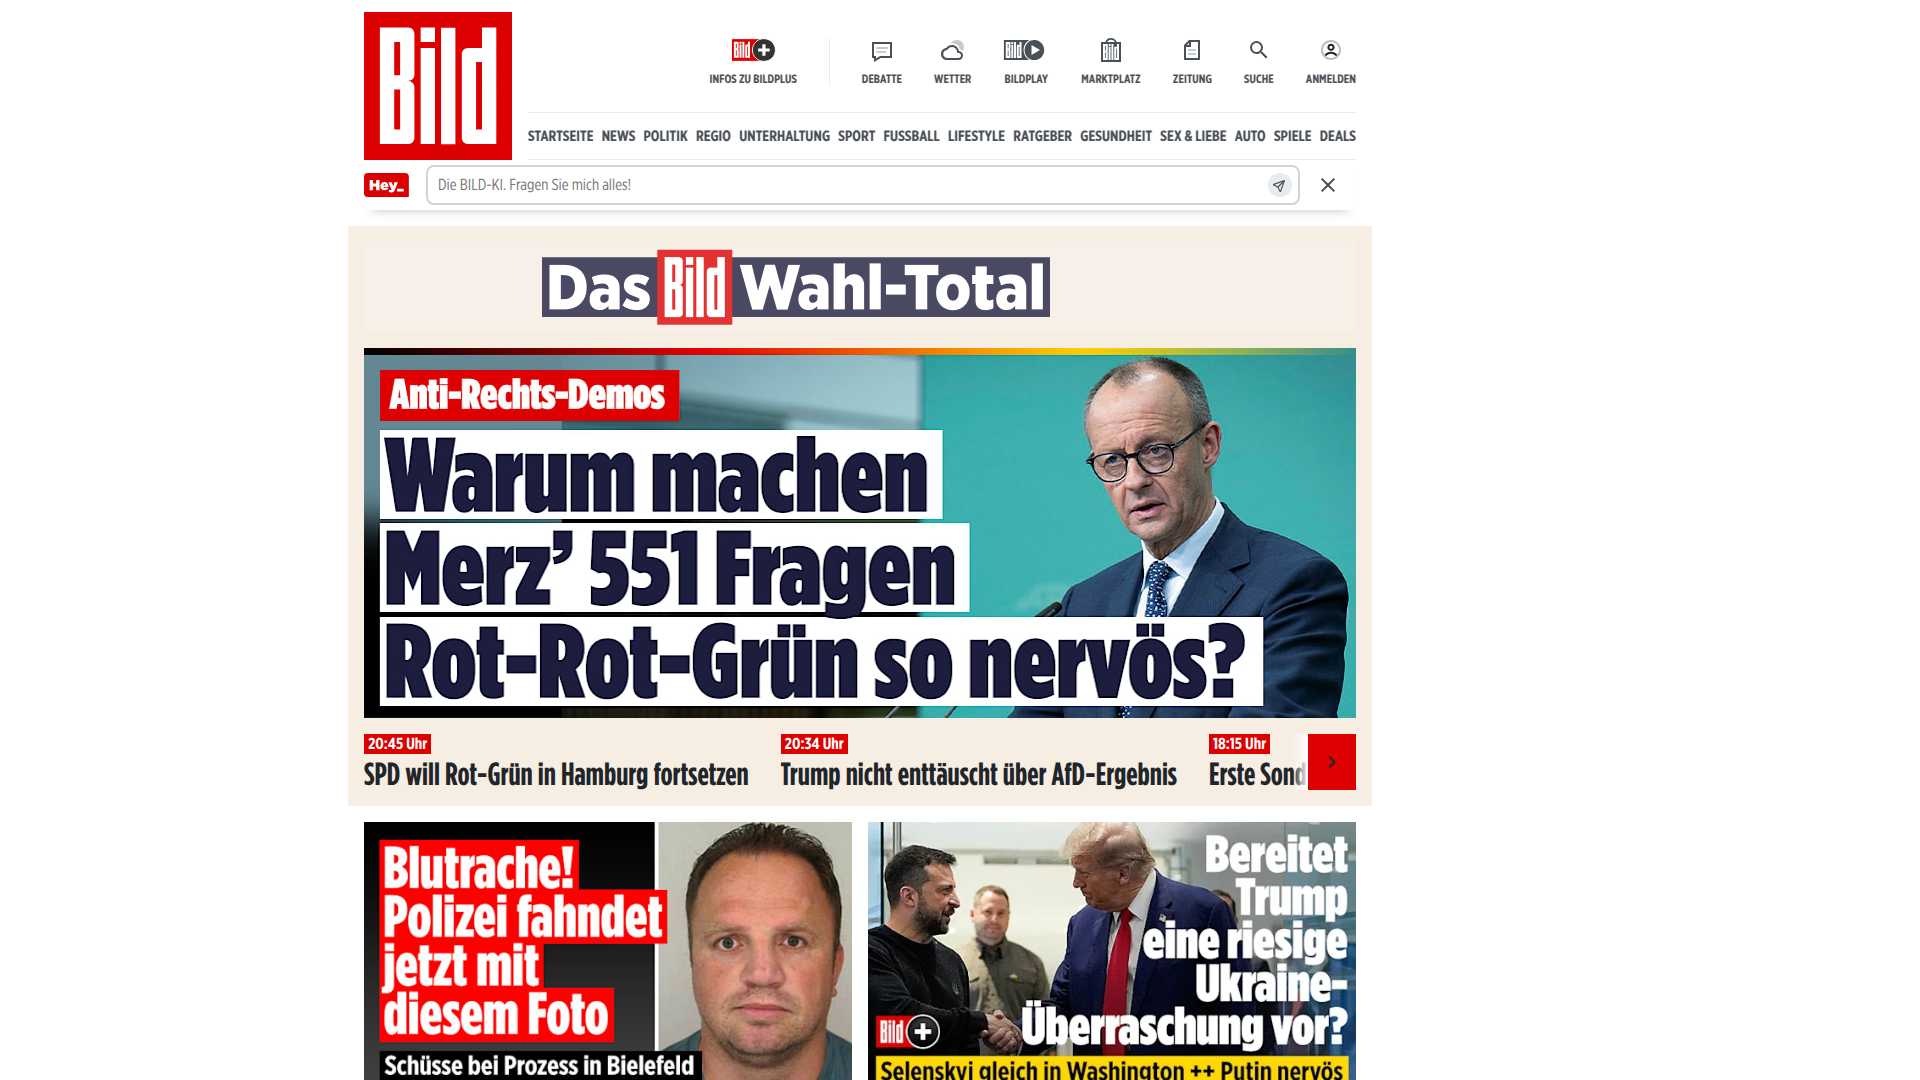 Bild
Bild+
INFOS ZU BILDPLUS
DEBATTE
WETTER
Bild
BILDPLAY
Bild
MARKTPLATZ
ZEITUNG
SUCHE
ANMELDEN
STARTSEITE NEWS POLITIK REGIO UNTERHALTUNG SPORT FUSSBALL LIFESTYLE RATGEBER GESUNDHEIT SEX & LIEBE AUTO SPIELE DEALS
Hey_
Die BILD-KI. Fragen Sie mich alles!
Das Bild Wahl-Total
Anti-Rechts-Demos
Warum machen
Merz’ 551 Fragen
Rot-Rot-Grün so nervös?
20:45 Uhr
SPD will Rot-Grün in Hamburg fortsetzen
20:34 Uhr
Trump nicht enttäuscht über AfD-Ergebnis
18:15 Uhr
Erste Sond
Blutrache!
Polizei fahndet
jetzt mit
diesem Foto
Schüsse bei Prozess in Bielefeld
Bereitet
Trump
eine riesige
Ukraine-
Überraschung vor?
Bild+
Selenskyj gleich in Washington ++ Putin nervös